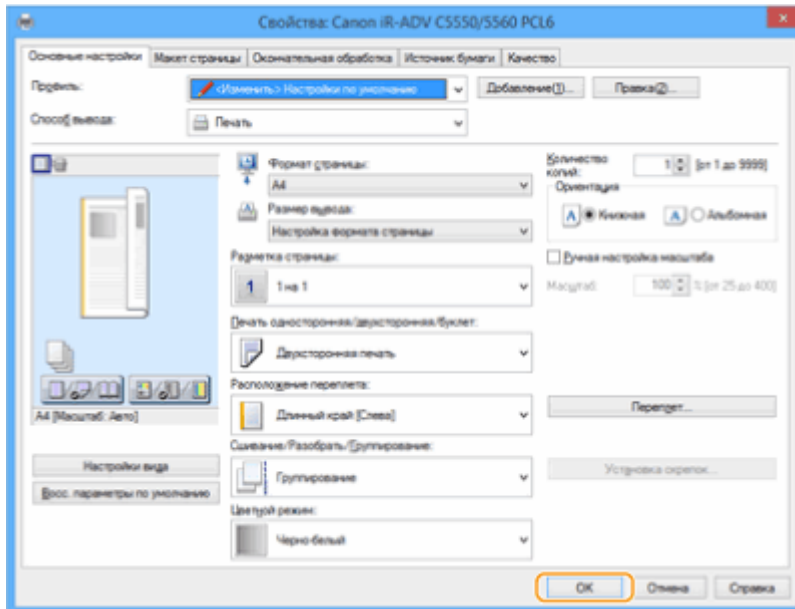 Свойства: Canon iR-ADV C5550/5560 PCL6
Основные настройки Макет страницы Окончательная обработка Источник бумаги Качество
Профиль: <Изменить> Настройки по умолчанию Добавление(1)... Правка(2)...
Способ вывода: Печать
Формат страницы:
A4
Размер вывода:
Настройка формата страницы
Разметка страницы:
1 1 на 1
Печать односторонняя/двухсторонняя/буклет:
Двухсторонняя печать
Расположение переплета:
Длинный край [Слева]
Сшивание/Разобрать/Группирование:
Группирование
Цветной режим:
Черно-белый
Количество копий: 1 [от 1 до 9999]
Ориентация
A Книжная A Альбомная
Ручная настройка масштаба
Масштаб: 100 % [от 25 до 400]
Переплет...
Установка скрепок...
A4 [Масштаб: Авто]
Настройки вида
Восс. параметры по умолчанию
OK Отмена Справка